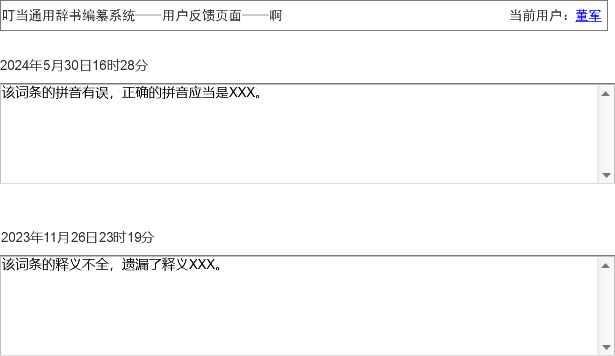 叮当通用辞书编纂系统——用户反馈页面——啊 当前用户：董军
2024年5月30日16时28分
该词条的拼音有误，正确的拼音应当是XXX。
2023年11月26日23时19分
该词条的释义不全，遗漏了释义XXX。